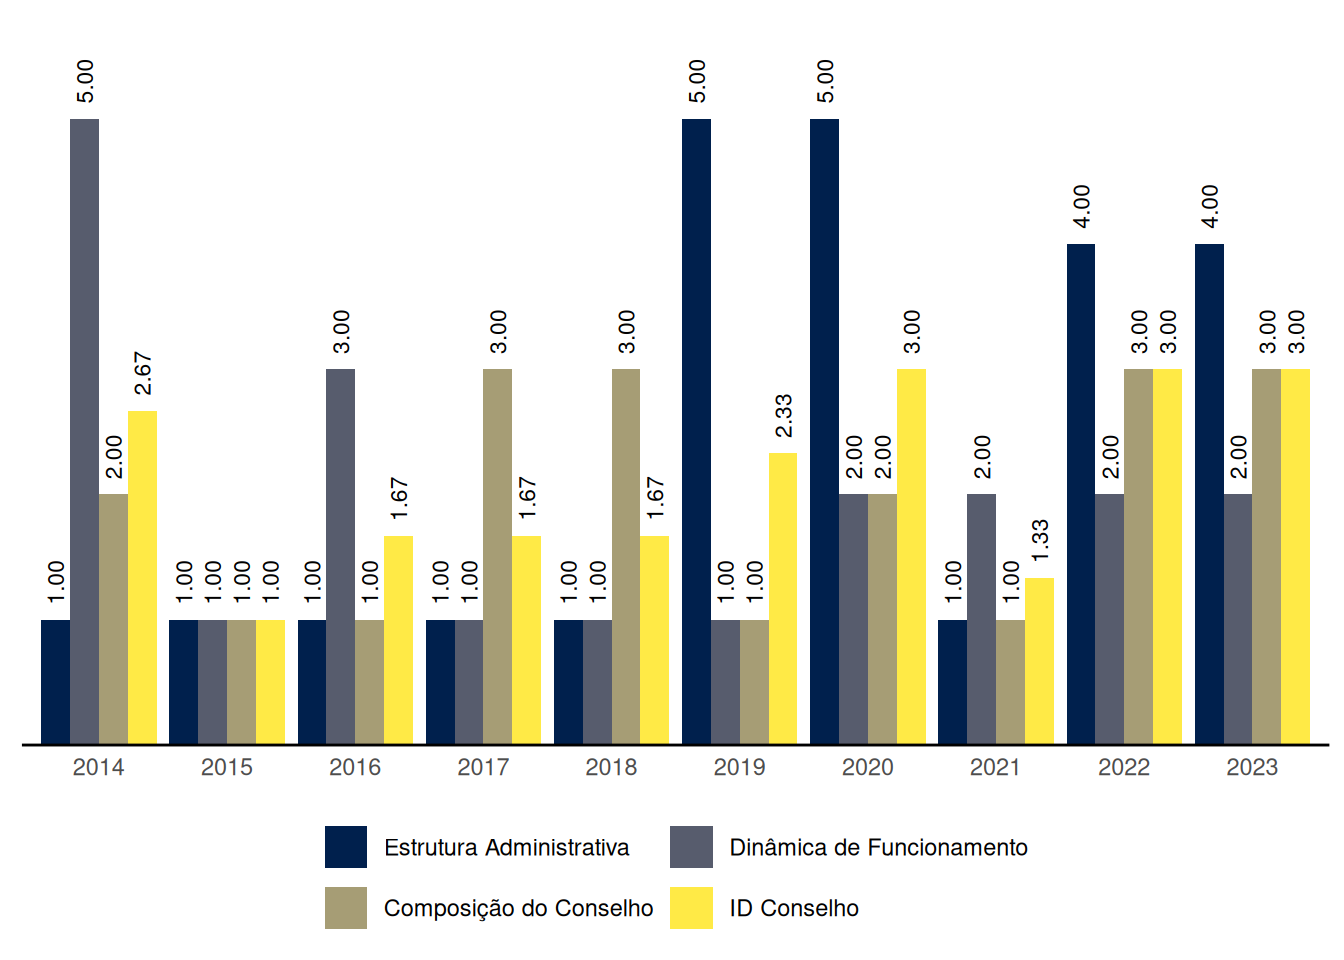 1.00 5.00 2.00 2.67 1.00 1.00 1.00 1.00 1.00 3.00 1.00 1.67 1.00 1.00 3.00 1.67 1.00 1.00 3.00 1.67 5.00 1.00 1.00 2.33 5.00 2.00 2.00 3.00 1.00 2.00 1.00 1.33 4.00 2.00 3.00 3.00 4.00 2.00 3.00 3.00
2014 2015 2016 2017 2018 2019 2020 2021 2022 2023
Estrutura Administrativa Dinâmica de Funcionamento
Composição do Conselho ID Conselho